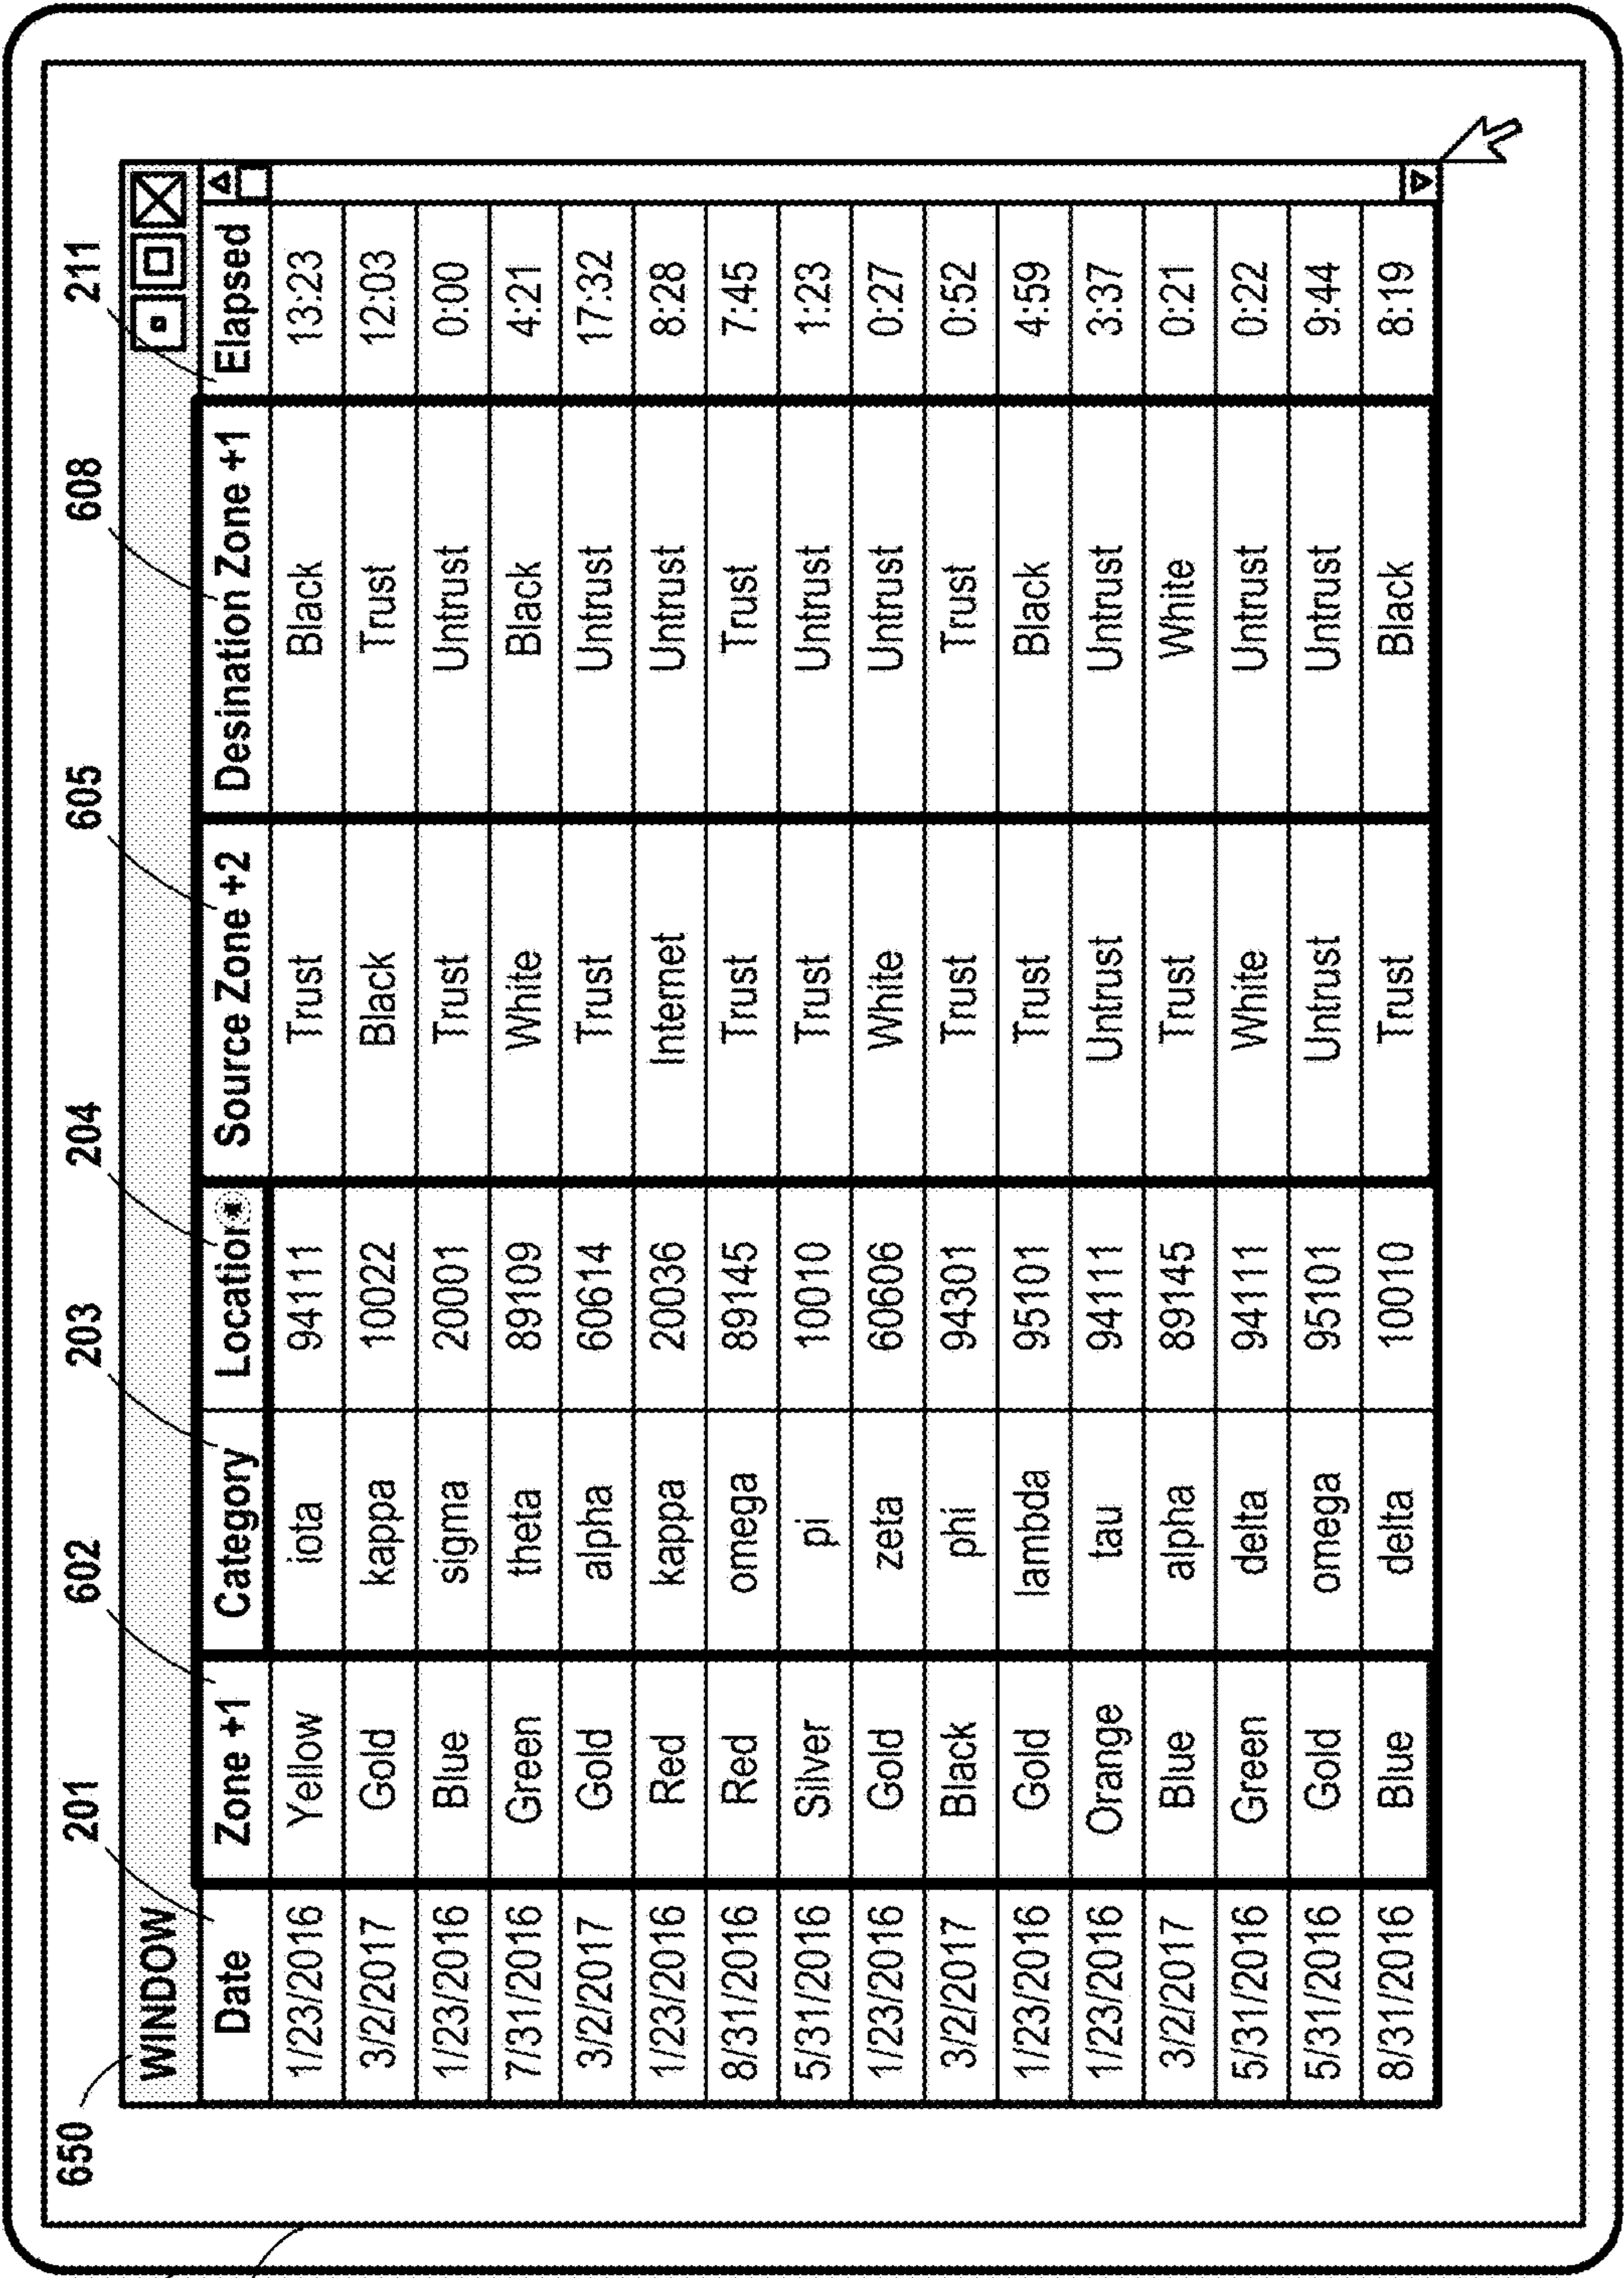 650 201 602 203 204 605 608 211
WINDOW
Date Zone +1 Category Location Source Zone +2 Desination Zone +1 Elapsed
1/23/2016 Yellow iota 94111 Trust Black 13:23
3/2/2017 Gold kappa 10022 Black Trust 12:03
1/23/2016 Blue sigma 20001 Trust Untrust 0:00
7/31/2016 Green theta 89109 White Black 4:21
3/2/2017 Gold alpha 60614 Trust Untrust 17:32
1/23/2016 Red kappa 20036 Internet Untrust 8:28
8/31/2016 Red omega 89145 Trust Trust 7:45
5/31/2016 Silver pi 10010 Trust Untrust 1:23
1/23/2016 Gold zeta 60606 White Untrust 0:27
3/2/2017 Black phi 94301 Trust Trust 0:52
1/23/2016 Gold lambda 95101 Trust Black 4:59
1/23/2016 Orange tau 94111 Untrust Untrust 3:37
3/2/2017 Blue alpha 89145 Trust White 0:21
5/31/2016 Green delta 94111 White Untrust 0:22
5/31/2016 Gold omega 95101 Untrust Untrust 9:44
8/31/2016 Blue delta 10010 Trust Black 8:19